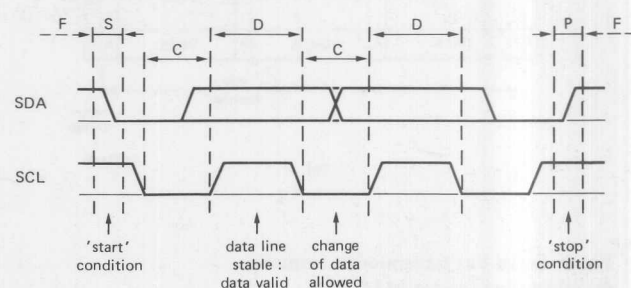 F S D D P F
C C
SDA
SCL
'start' data line change 'stop'
condition stable : of data condition
data valid allowed